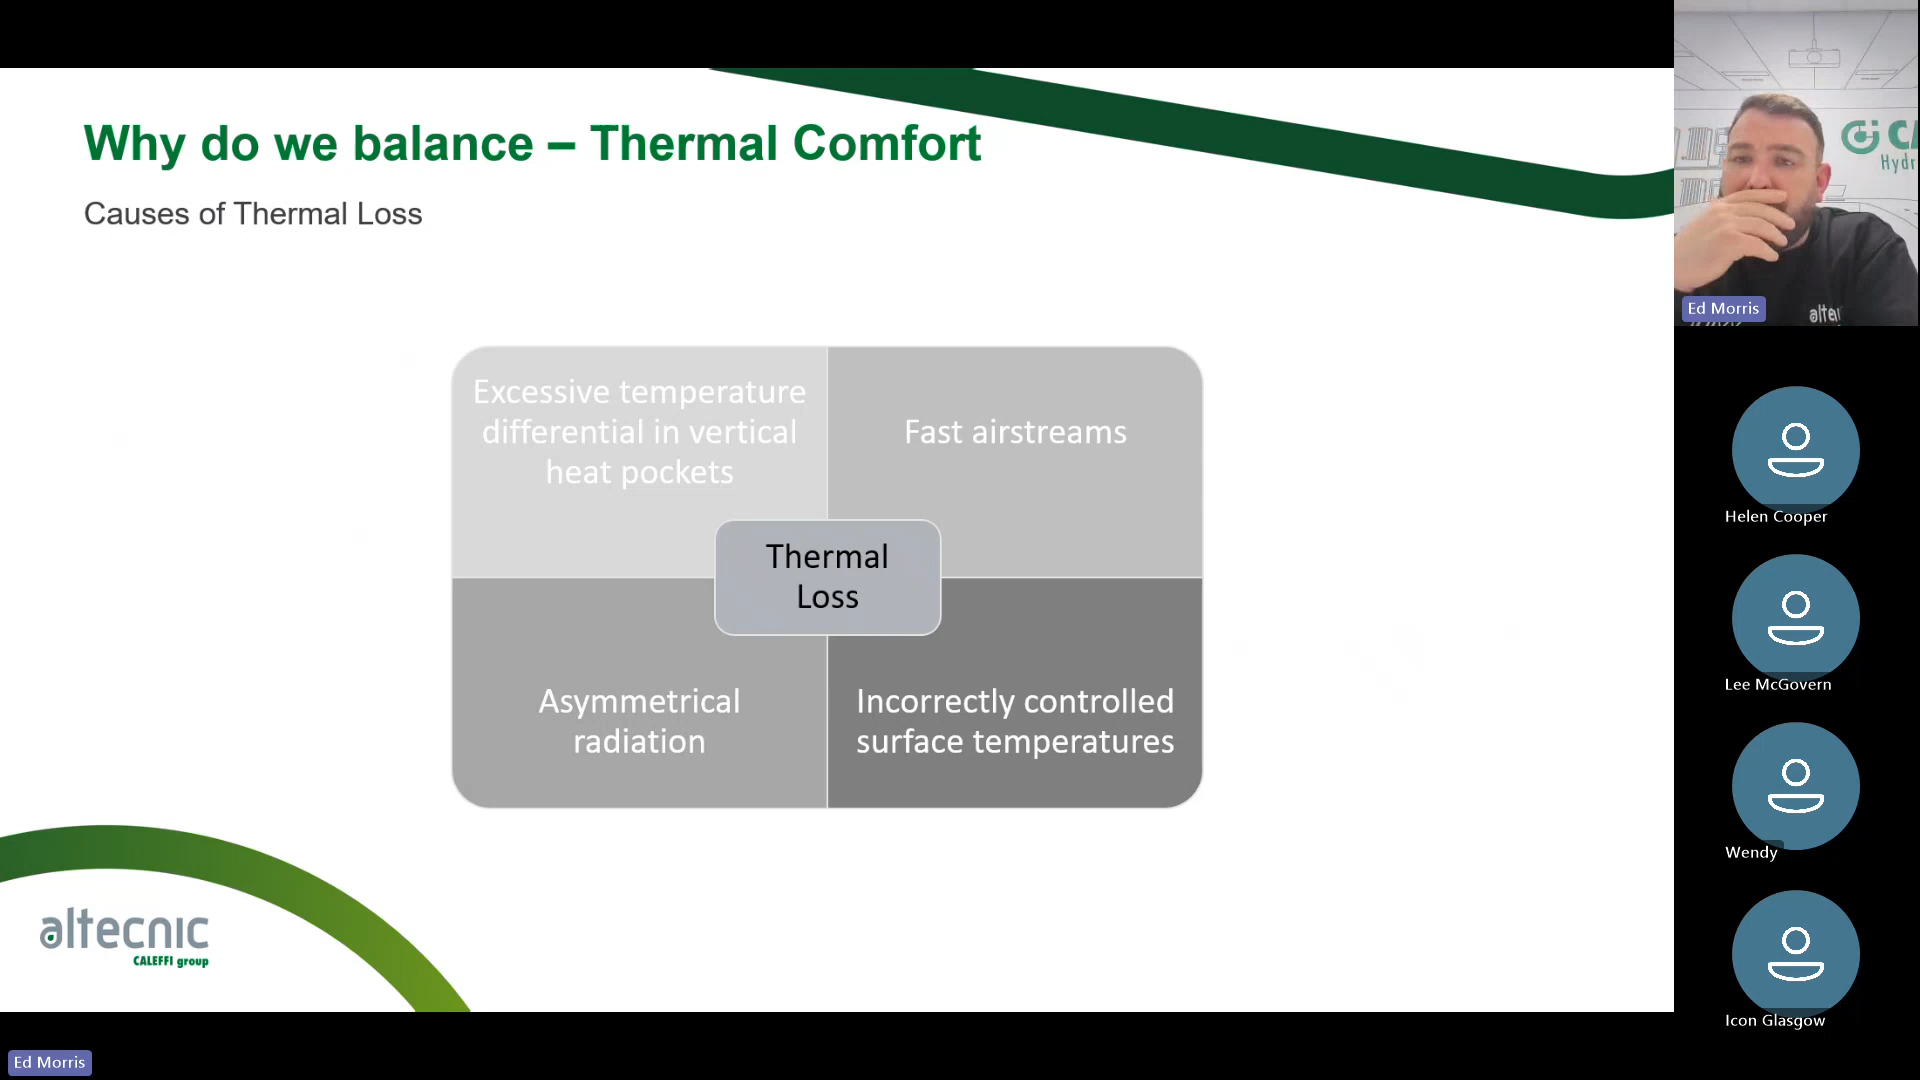 Why do we balance – Thermal Comfort
Causes of Thermal Loss
Excessive temperature
differential in vertical
heat pockets
Fast airstreams
Thermal
Loss
Asymmetrical
radiation
Incorrectly controlled
surface temperatures
altecnic
CALEFFI group
Ed Morris
Hydr
Ed Morris
Helen Cooper
Lee McGovern
Wendy
Icon Glasgow